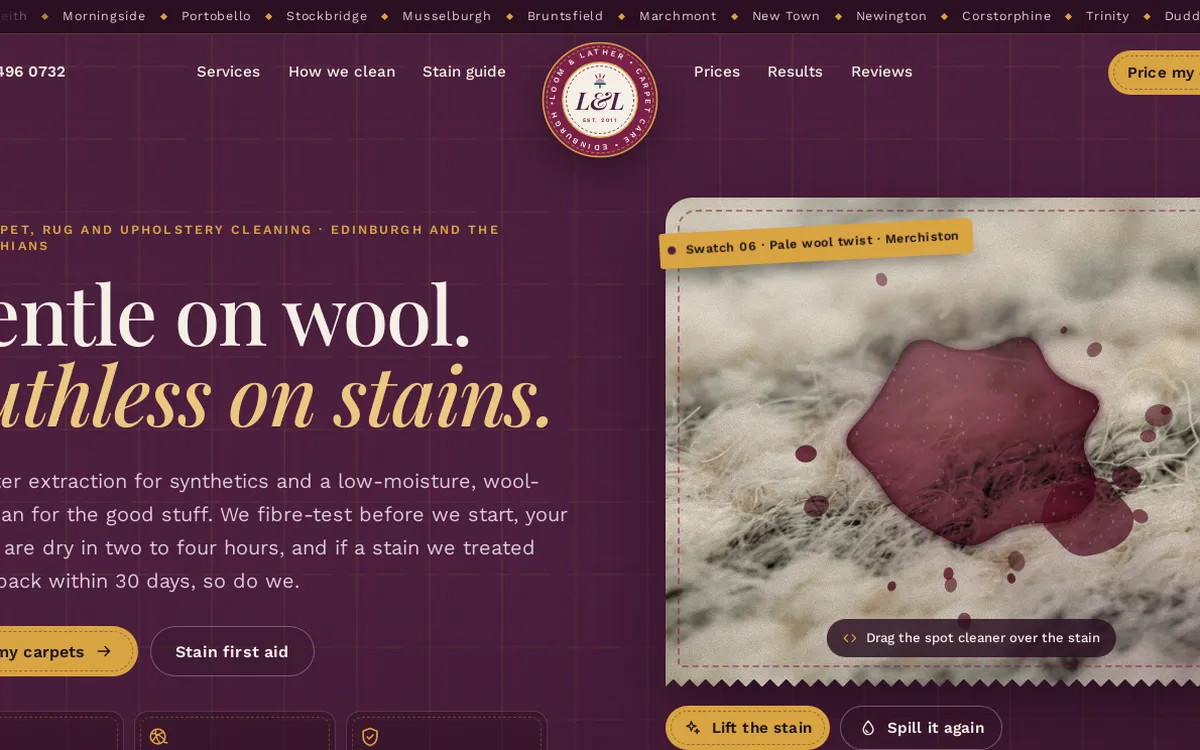 Morningside ◆ Portobello ◆ Stockbridge ◆ Musselburgh ◆ Bruntsfield ◆ Marchmont ◆ New Town ◆ Newington ◆ Corstorphine ◆ Trinity ◆ Dudd
496 0732
Services How we clean Stain guide
LOOM & LATHER • CARPET CARE • EDINBURGH •
L&L
EST. 2011
Prices Results Reviews
Price my
PET, RUG AND UPHOLSTERY CLEANING · EDINBURGH AND THE
HIANS
entle on wool.
uthless on stains.
ter extraction for synthetics and a low-moisture, wool-
an for the good stuff. We fibre-test before we start, your
are dry in two to four hours, and if a stain we treated
back within 30 days, so do we.
my carpets →
Stain first aid
Swatch 06 · Pale wool twist · Merchiston
Drag the spot cleaner over the stain
Lift the stain
Spill it again